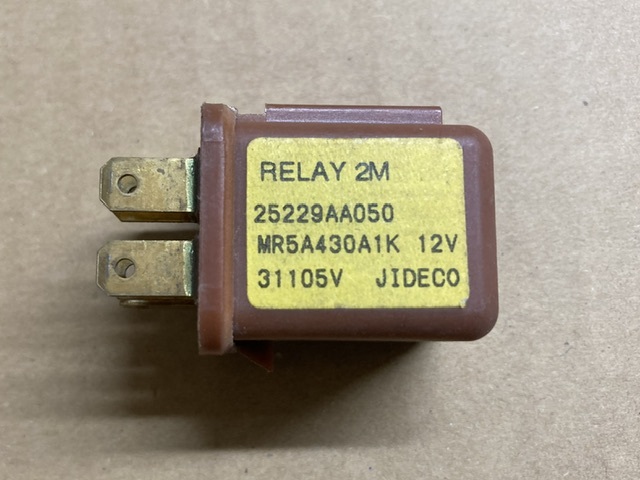 RELAY 2M
25229AA050
MR5A430A1K 12V
31105V JIDECO